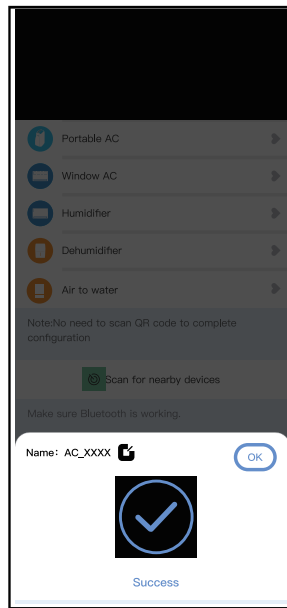 Portable AC
Window AC
Humidifier
Dehumidifier
Air to water
Note:No need to scan QR code to complete
configuration
Scan for nearby devices
Make sure Bluetooth is working.
Name: AC_XXXX
OK
Success